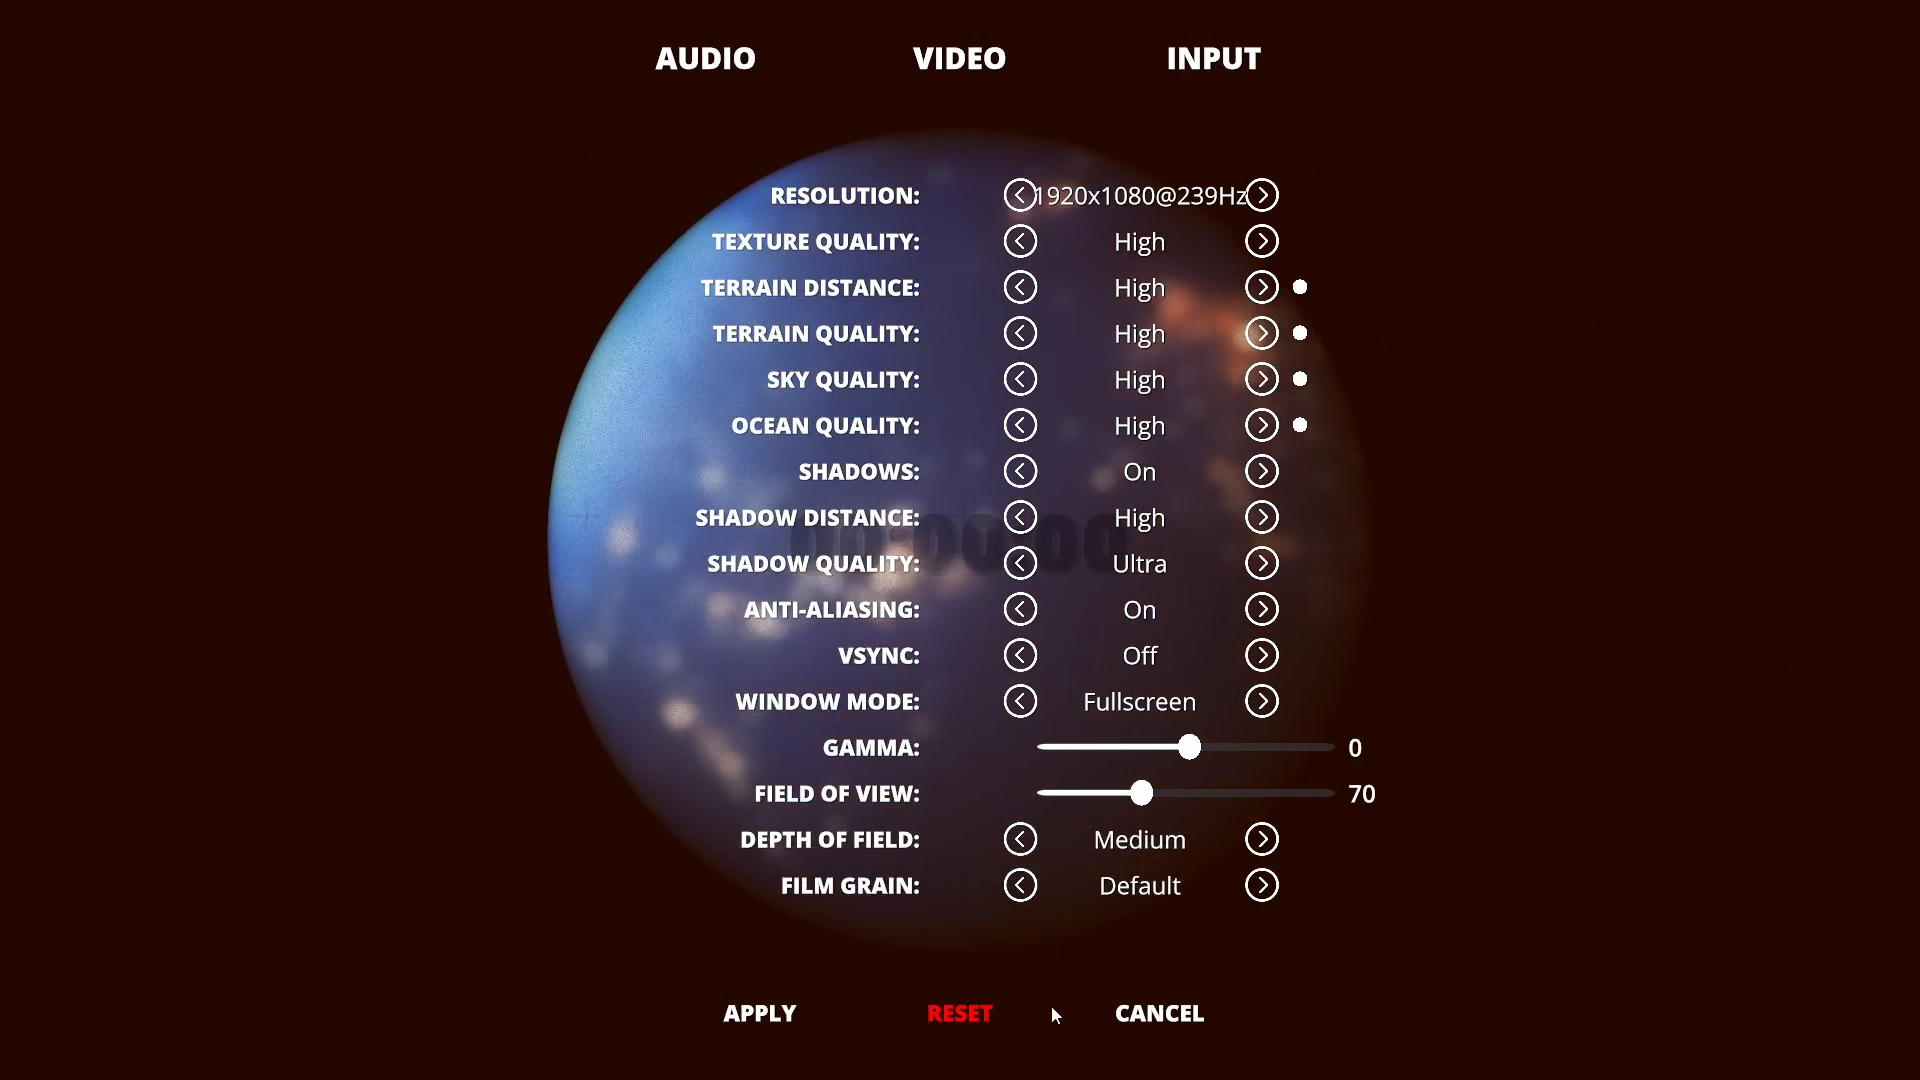 AUDIO VIDEO INPUT
RESOLUTION: 1920x1080@239Hz
TEXTURE QUALITY: High
TERRAIN DISTANCE: High
TERRAIN QUALITY: High
SKY QUALITY: High
OCEAN QUALITY: High
SHADOWS: On
SHADOW DISTANCE: High
SHADOW QUALITY: Ultra
ANTI-ALIASING: On
VSYNC: Off
WINDOW MODE: Fullscreen
GAMMA: 0
FIELD OF VIEW: 70
DEPTH OF FIELD: Medium
FILM GRAIN: Default
APPLY RESET CANCEL